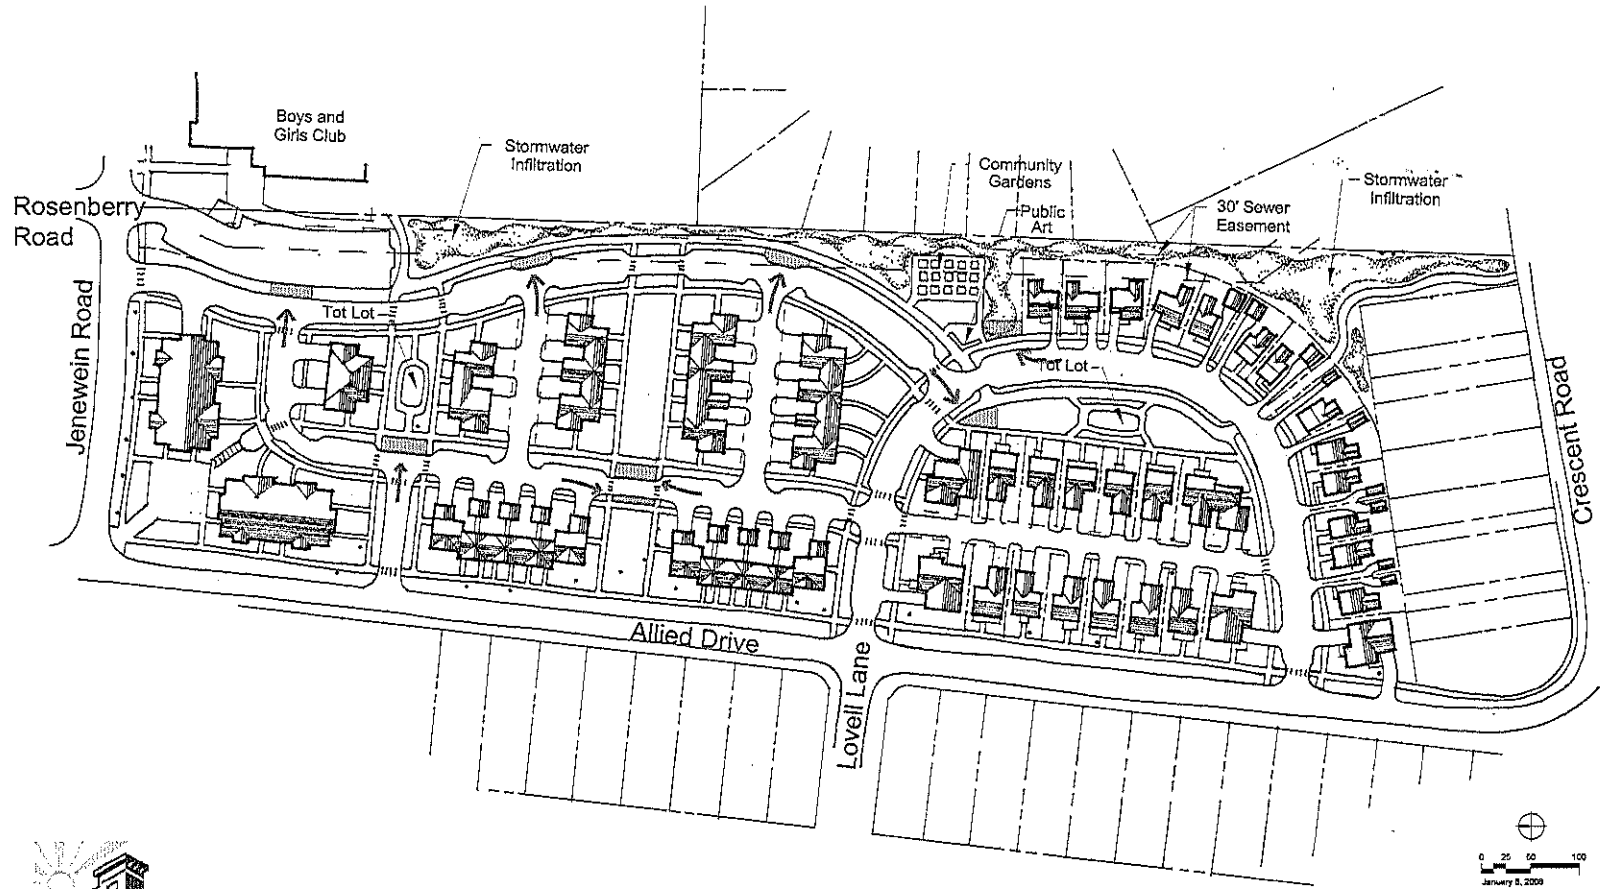 Boys and
Girls Club
Stormwater
Infiltration
Community
Gardens
Public
Art
30' Sewer
Easement
Stormwater
Infiltration
Rosenberry
Road
Jenewein Road
Tot Lot
Tot Lot
Crescent Road
Allied Drive
Lovell Lane
0 25 50 100